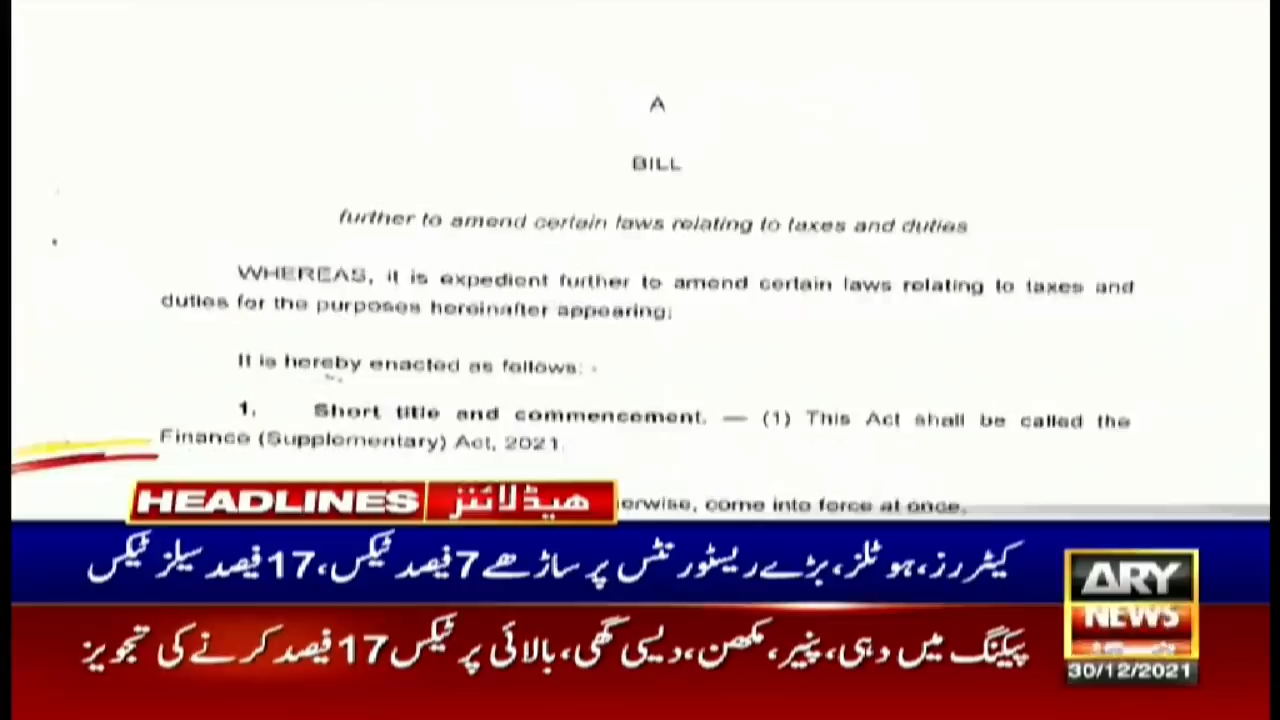 A
BILL
further to amend certain laws relating to taxes and duties
WHEREAS, it is expedient further to amend certain laws relating to taxes and
duties for the purposes hereinafter appearing;
It is hereby enacted as follows: -
1. Short title and commencement. — (1) This Act shall be called the
Finance (Supplementary) Act, 2021.
erwise, come into force at once.
HEADLINES ہیڈلائنز
کیٹررز،ہوٹلز،بڑے ریسٹورنٹس پر ساڑھے 7 فیصد ٹیکس، 17 فیصد سیلز ٹیکس
پیکنگ میں دہی، پنیر، مکھن، دیسی گھی، بالائی پر ٹیکس 17 فیصد کرنے کی تجویز
ARY
NEWS
30/12/2021